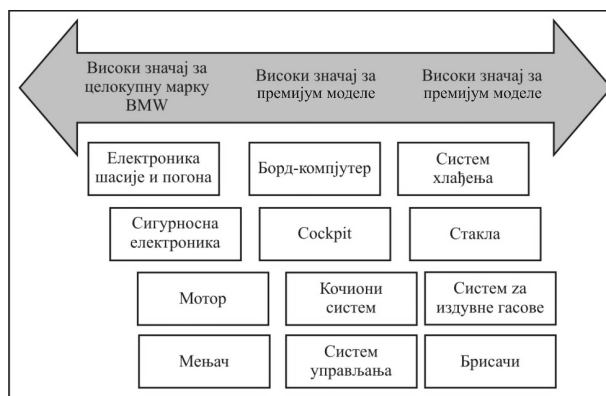 Високи значај за
целокупну марку
BMW
Високи значај за
премијум моделе
Високи значај за
премијум моделе
Електроника
шасије и погона
Борд-компјутер
Систем
хлађења
Сигурносна
електроника
Cockpit
Стакла
Мотор
Кочиони
систем
Систем za
издувне гасове
Мењач
Систем
управљања
Брисачи